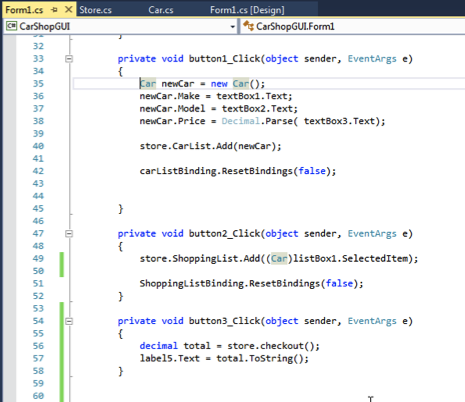 Form1.cs Store.cs Car.cs Form1.cs [Design]
C# CarShopGUI CarShopGUI.Form1
31 }
32
33 private void button1_Click(object sender, EventArgs e)
34 {
35 Car newCar = new Car();
36 newCar.Make = textBox1.Text;
37 newCar.Model = textBox2.Text;
38 newCar.Price = Decimal.Parse( textBox3.Text);
39
40 store.CarList.Add(newCar);
41
42 carListBinding.ResetBindings(false);
43
44
45 }
46
47 private void button2_Click(object sender, EventArgs e)
48 {
49 store.ShoppingList.Add((Car)listBox1.SelectedItem);
50
51 ShoppingListBinding.ResetBindings(false);
52 }
53
54 private void button3_Click(object sender, EventArgs e)
55 {
56 decimal total = store.checkout();
57 label5.Text = total.ToString();
58 }
59
60